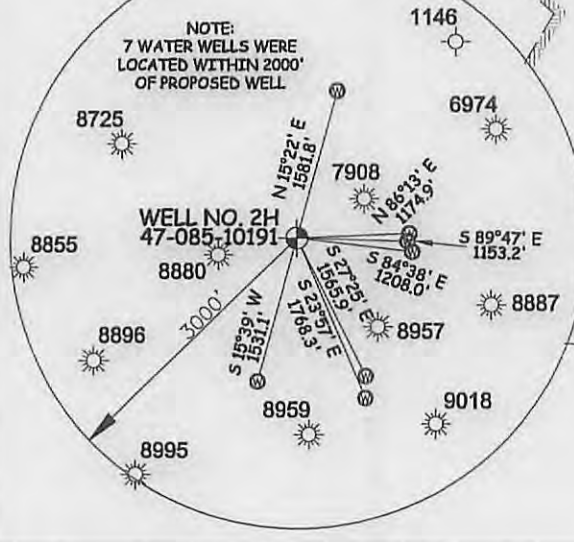 NOTE:
7 WATER WELLS WERE
LOCATED WITHIN 2000'
OF PROPOSED WELL
1146
8725
6974
N 15°22' E
1581.8'
7908
N 86°13' E
1174.9'
WELL NO. 2H
47-085-10191
S 89°47' E
1153.2'
8855
8880
S 84°38' E
1208.0'
S 27°25' E
1565.9'
S 23°57' E
1768.3'
8887
3000'
8957
S 15°39' W
1531.1'
8896
8959
9018
8995
W
W
W
W
W
W
W